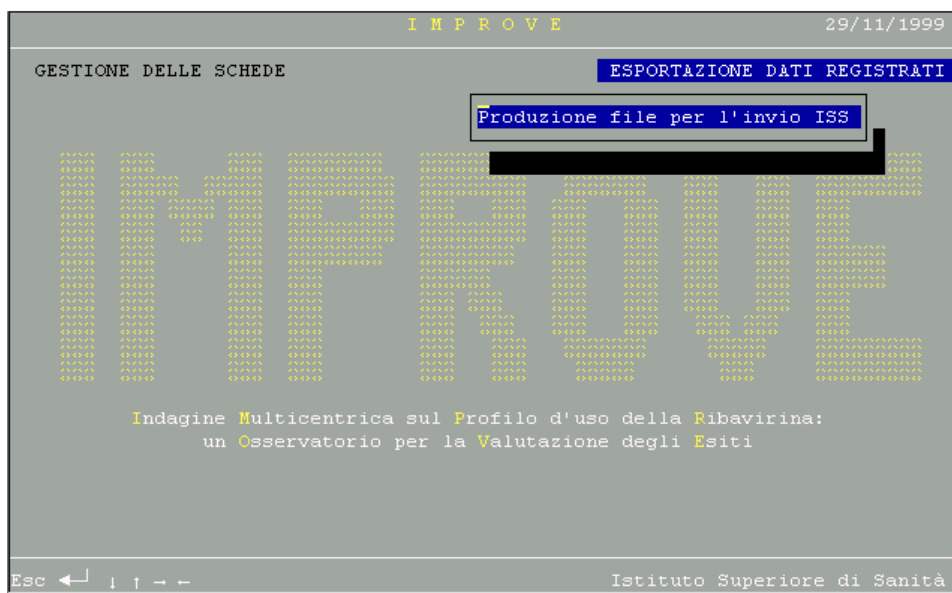 I M P R O V E 29/11/1999
GESTIONE DELLE SCHEDE ESPORTAZIONE DATI REGISTRATI
Produzione file per l'invio ISS
IMPROVE
Indagine Multicentrica sul Profilo d'uso della Ribavirina:
un Osservatorio per la Valutazione degli Esiti
Esc ◄┘ ↓ ↑ → ← Istituto Superiore di Sanità